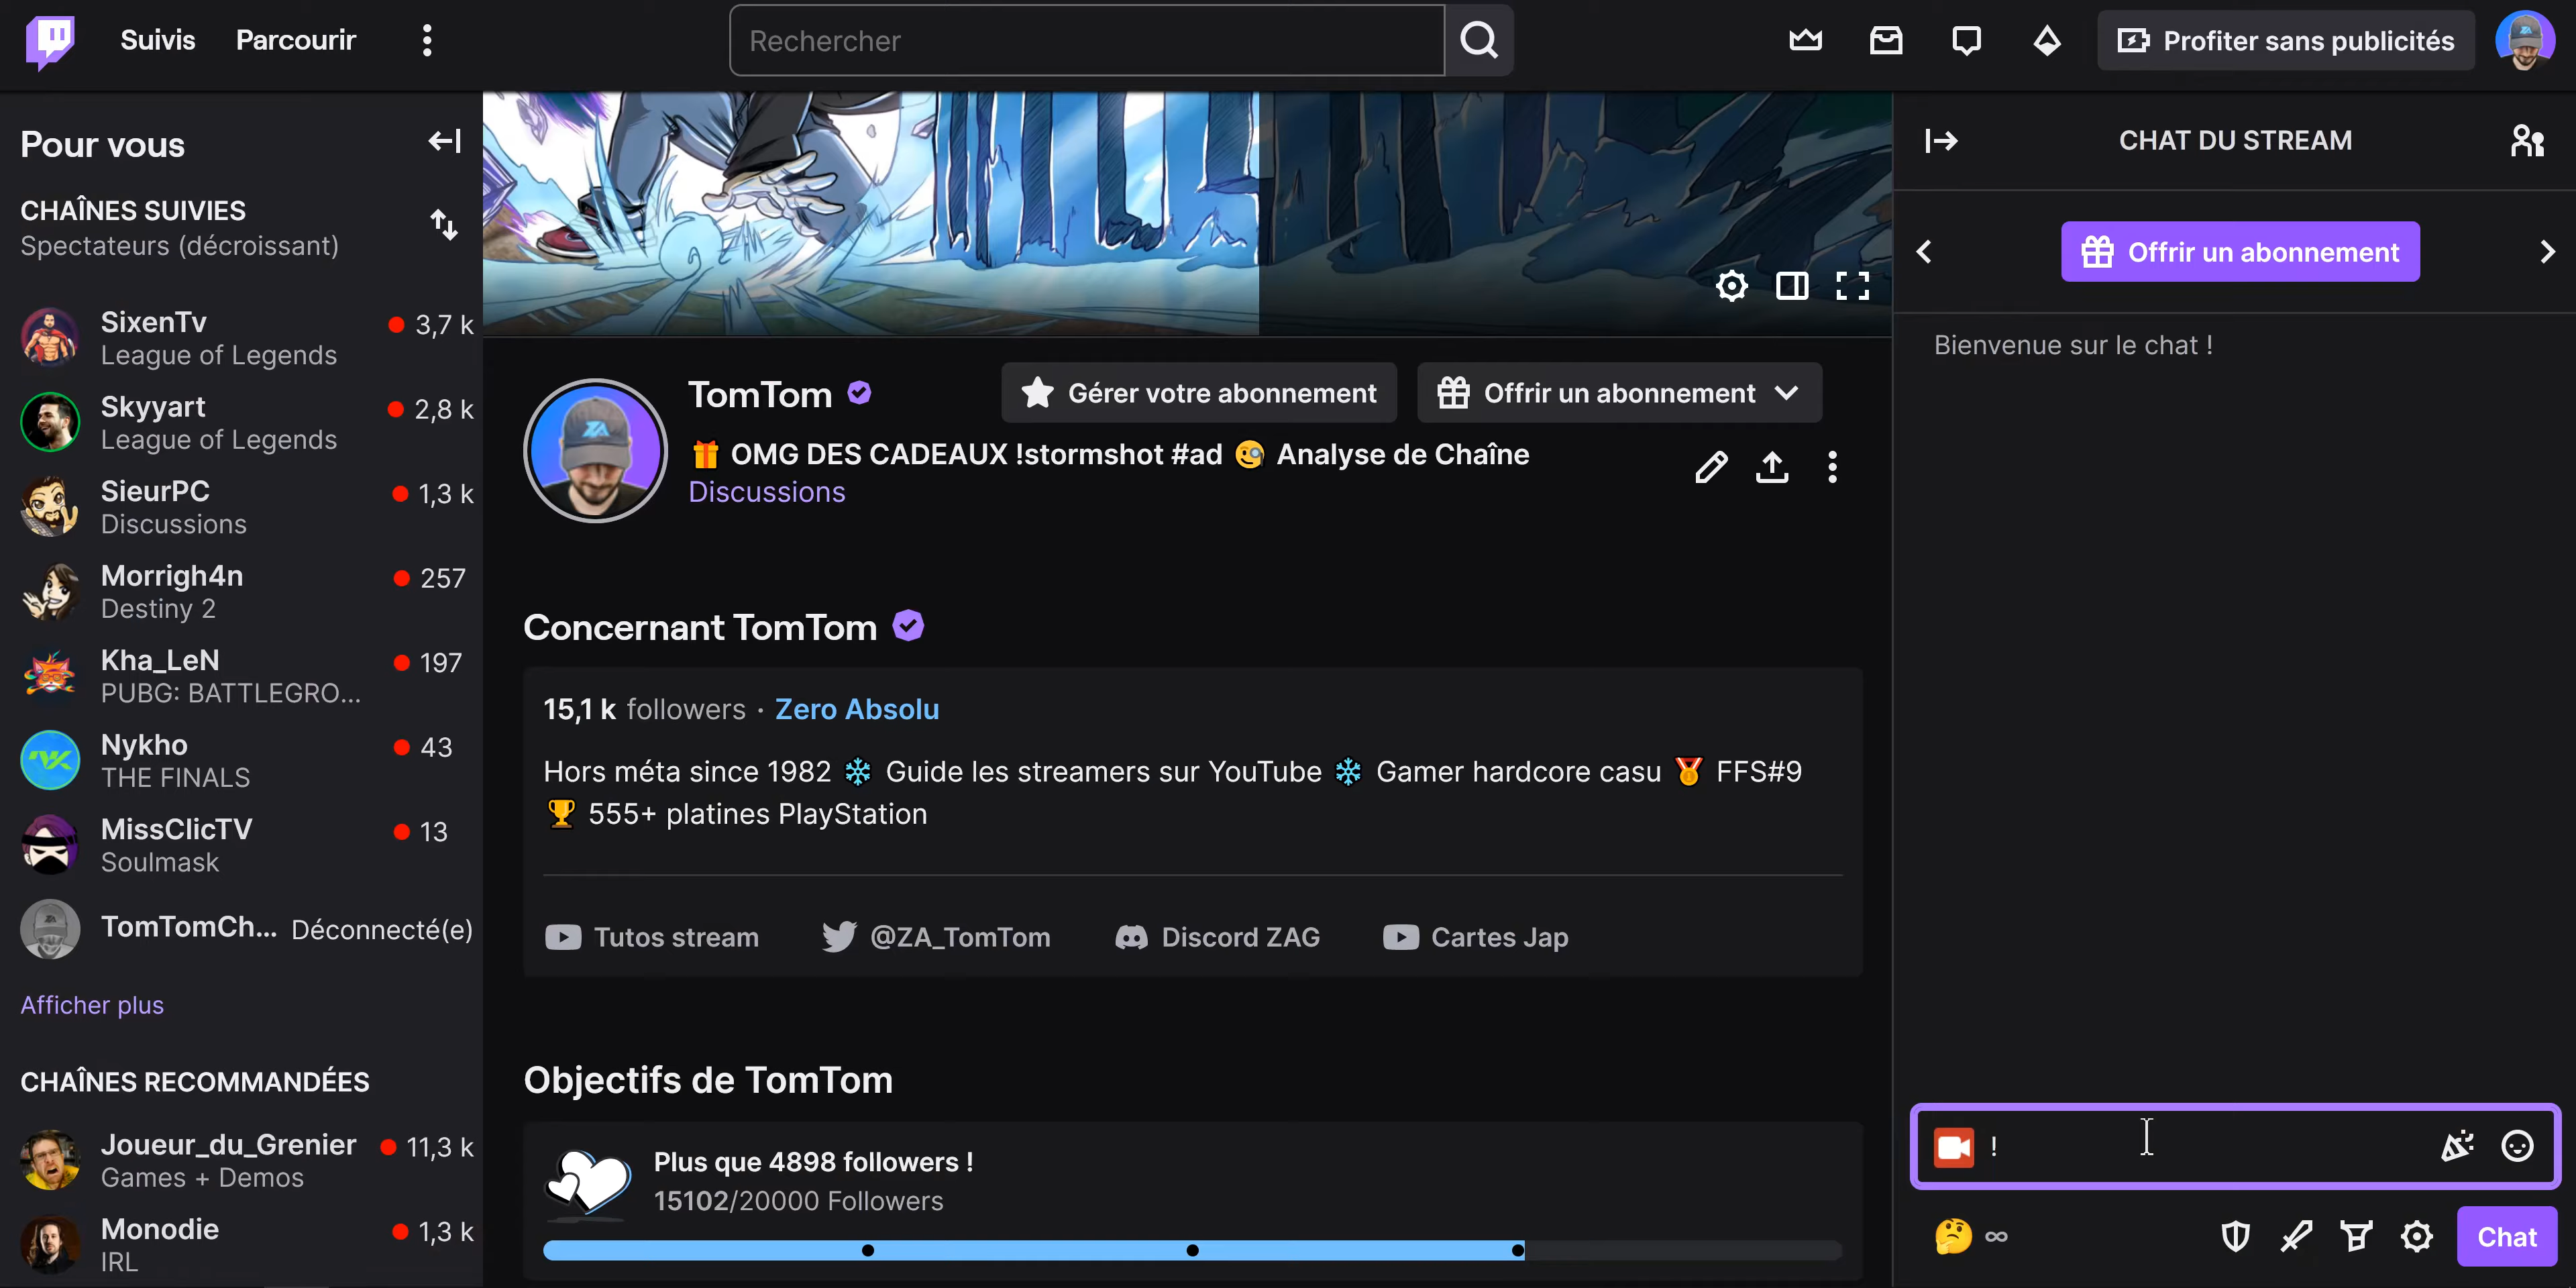 Suivis
Parcourir
Rechercher
Profiter sans publicités
Pour vous
CHAÎNES SUIVIES
Spectateurs (décroissant)
SixenTv 3,7 k
League of Legends
Skyyart 2,8 k
League of Legends
SieurPC 1,3 k
Discussions
Morrigh4n 257
Destiny 2
Kha_LeN 197
PUBG: BATTLEGRO...
Nykho 43
THE FINALS
MissClicTV 13
Soulmask
TomTomCh... Déconnecté(e)
Afficher plus
CHAÎNES RECOMMANDÉES
Joueur_du_Grenier 11,3 k
Games + Demos
Monodie 1,3 k
IRL
TomTom
Gérer votre abonnement
Offrir un abonnement
🎁 OMG DES CADEAUX !stormshot #ad 🧐 Analyse de Chaîne
Discussions
ZA
Concernant TomTom
15,1 k followers · Zero Absolu
Hors méta since 1982 ❄️ Guide les streamers sur YouTube ❄️ Gamer hardcore casu 🏅 FFS#9
🏆 555+ platines PlayStation
Tutos stream
@ZA_TomTom
Discord ZAG
Cartes Jap
Objectifs de TomTom
Plus que 4898 followers !
15102/20000 Followers
CHAT DU STREAM
Offrir un abonnement
Bienvenue sur le chat !
!
∞
Chat